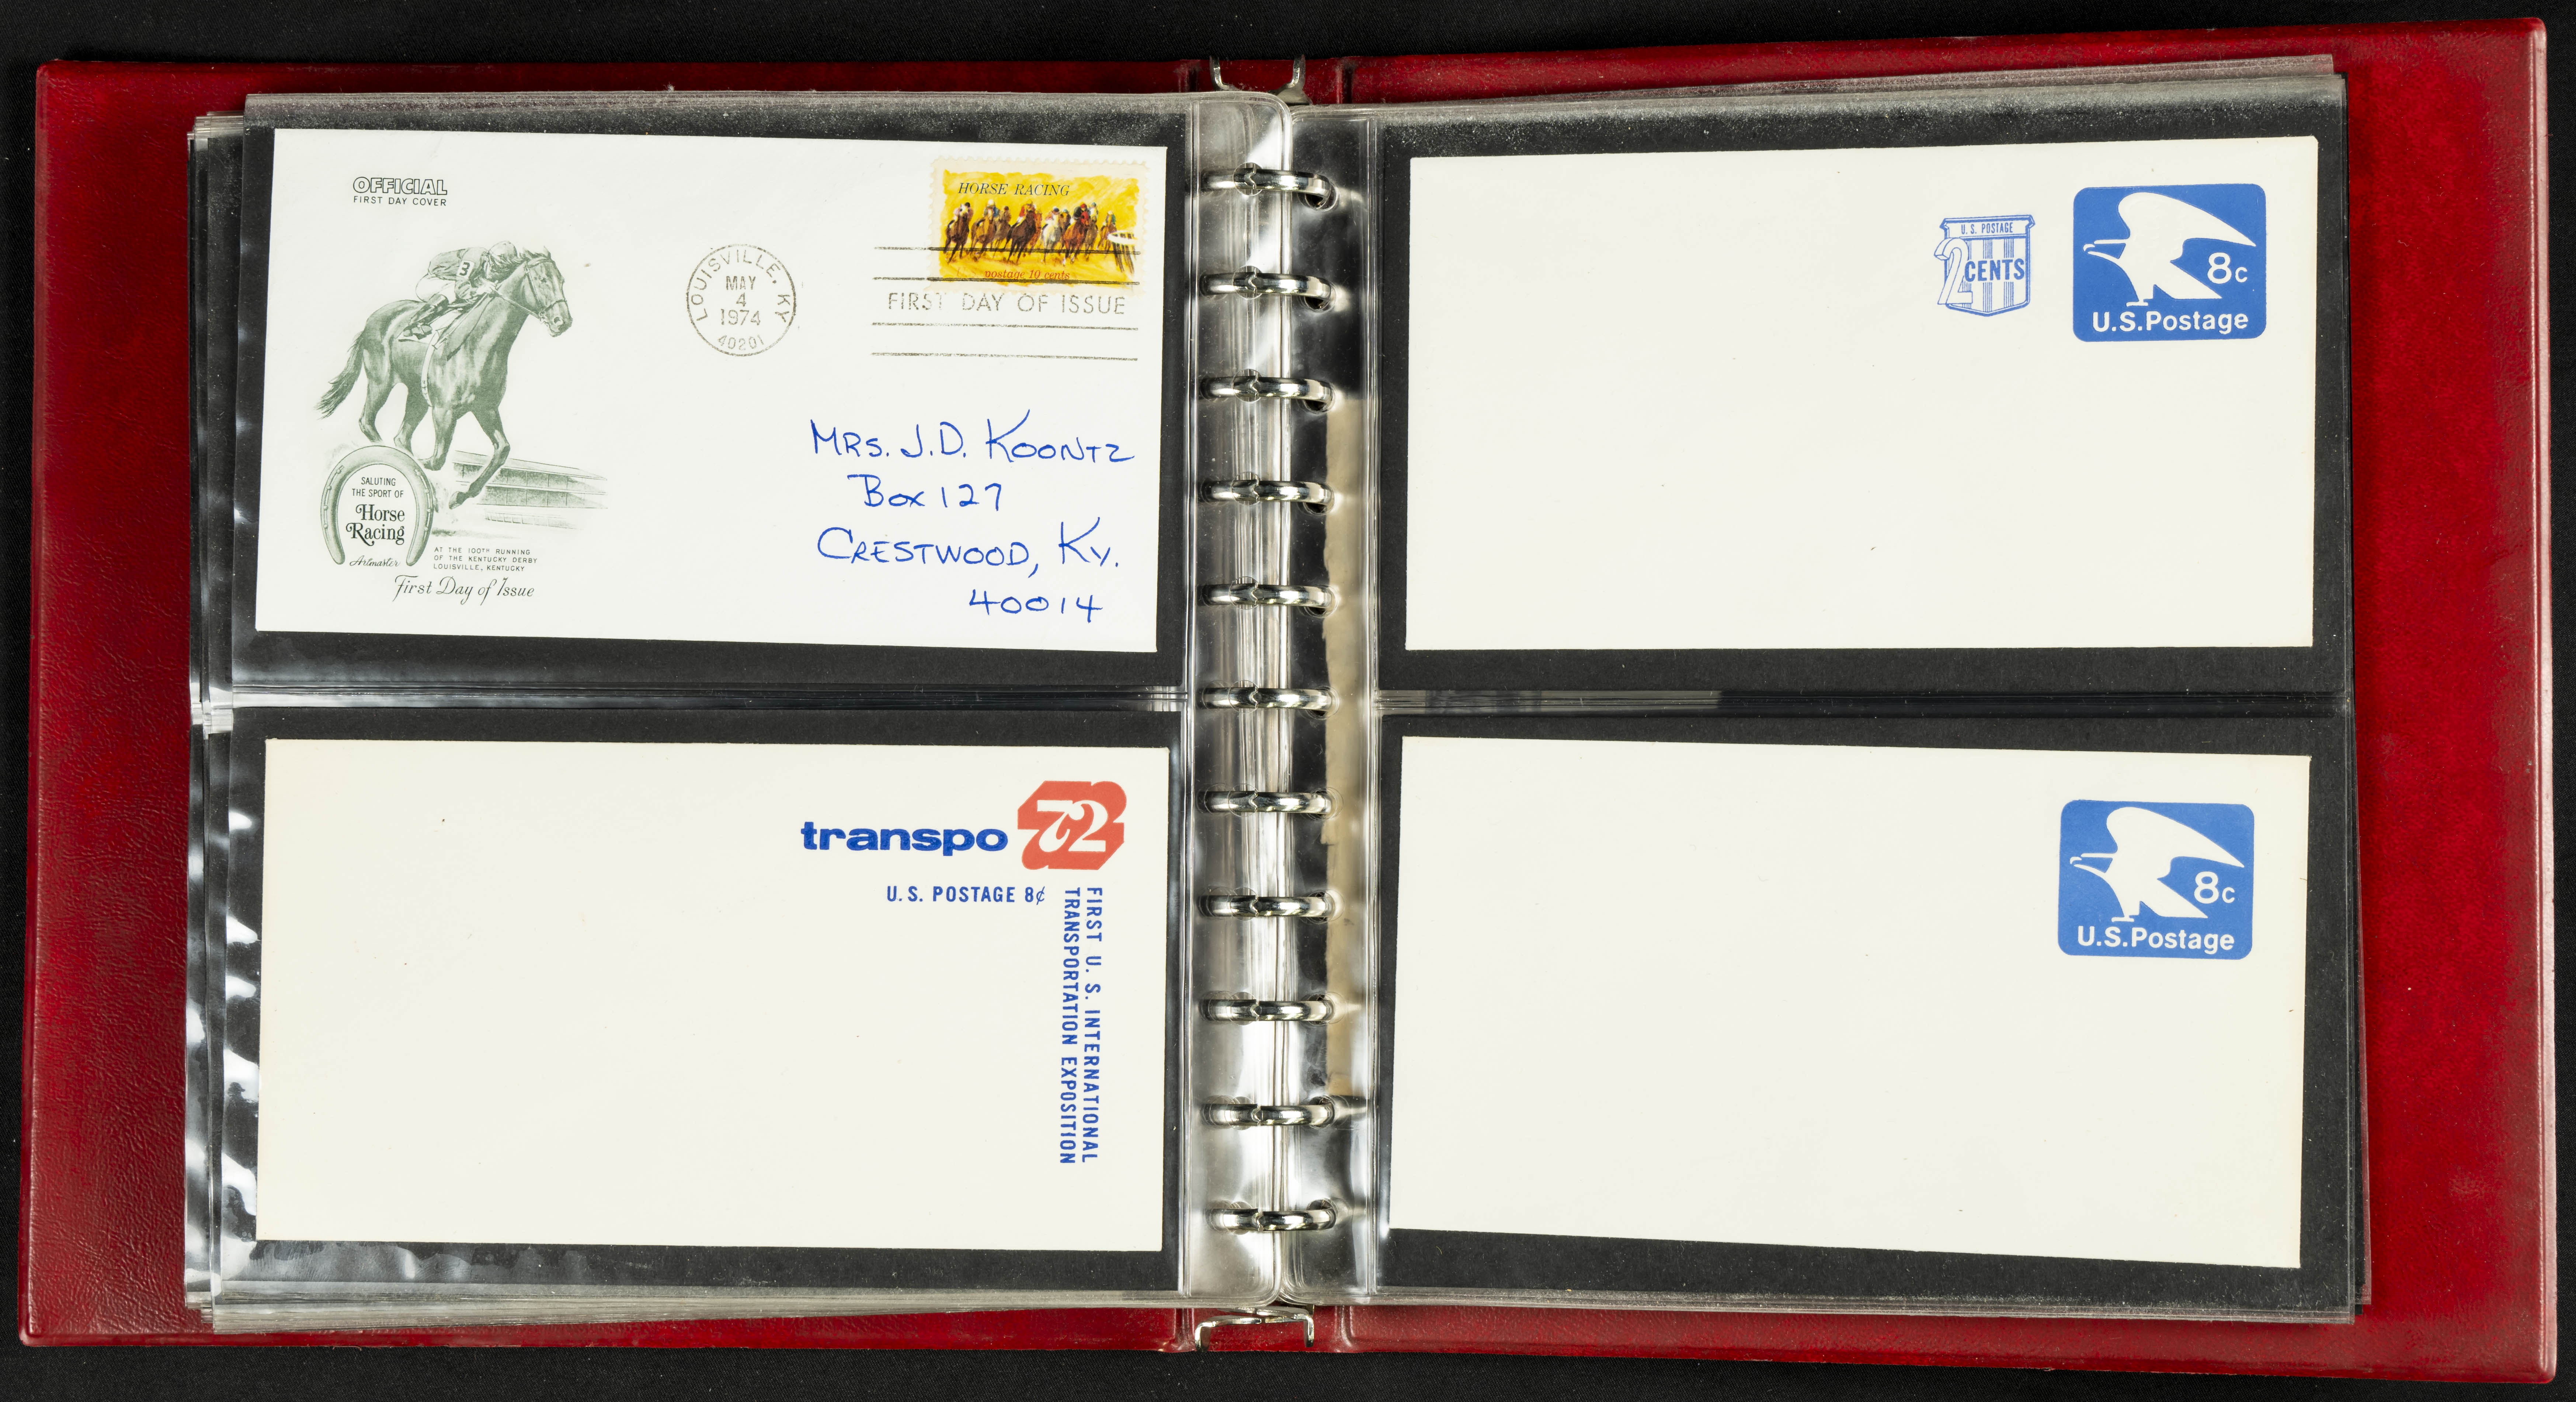 OFFICIAL
FIRST DAY COVER
HORSE RACING
postage 10 cents
LOUISVILLE, KY
MAY
4
1974
40201
FIRST DAY OF ISSUE
3
SALUTING
THE SPORT OF
Horse
Racing
Artmaster
AT THE 100TH RUNNING
OF THE KENTUCKY DERBY
LOUISVILLE, KENTUCKY
First Day of Issue
MRS. J.D. KOONTZ
BOX 127
CRESTWOOD, KY.
40014
transpo 72
U.S. POSTAGE 8¢
FIRST U.S. INTERNATIONAL
TRANSPORTATION EXPOSITION
U.S. POSTAGE
2 CENTS
8c
U.S.Postage
8c
U.S.Postage